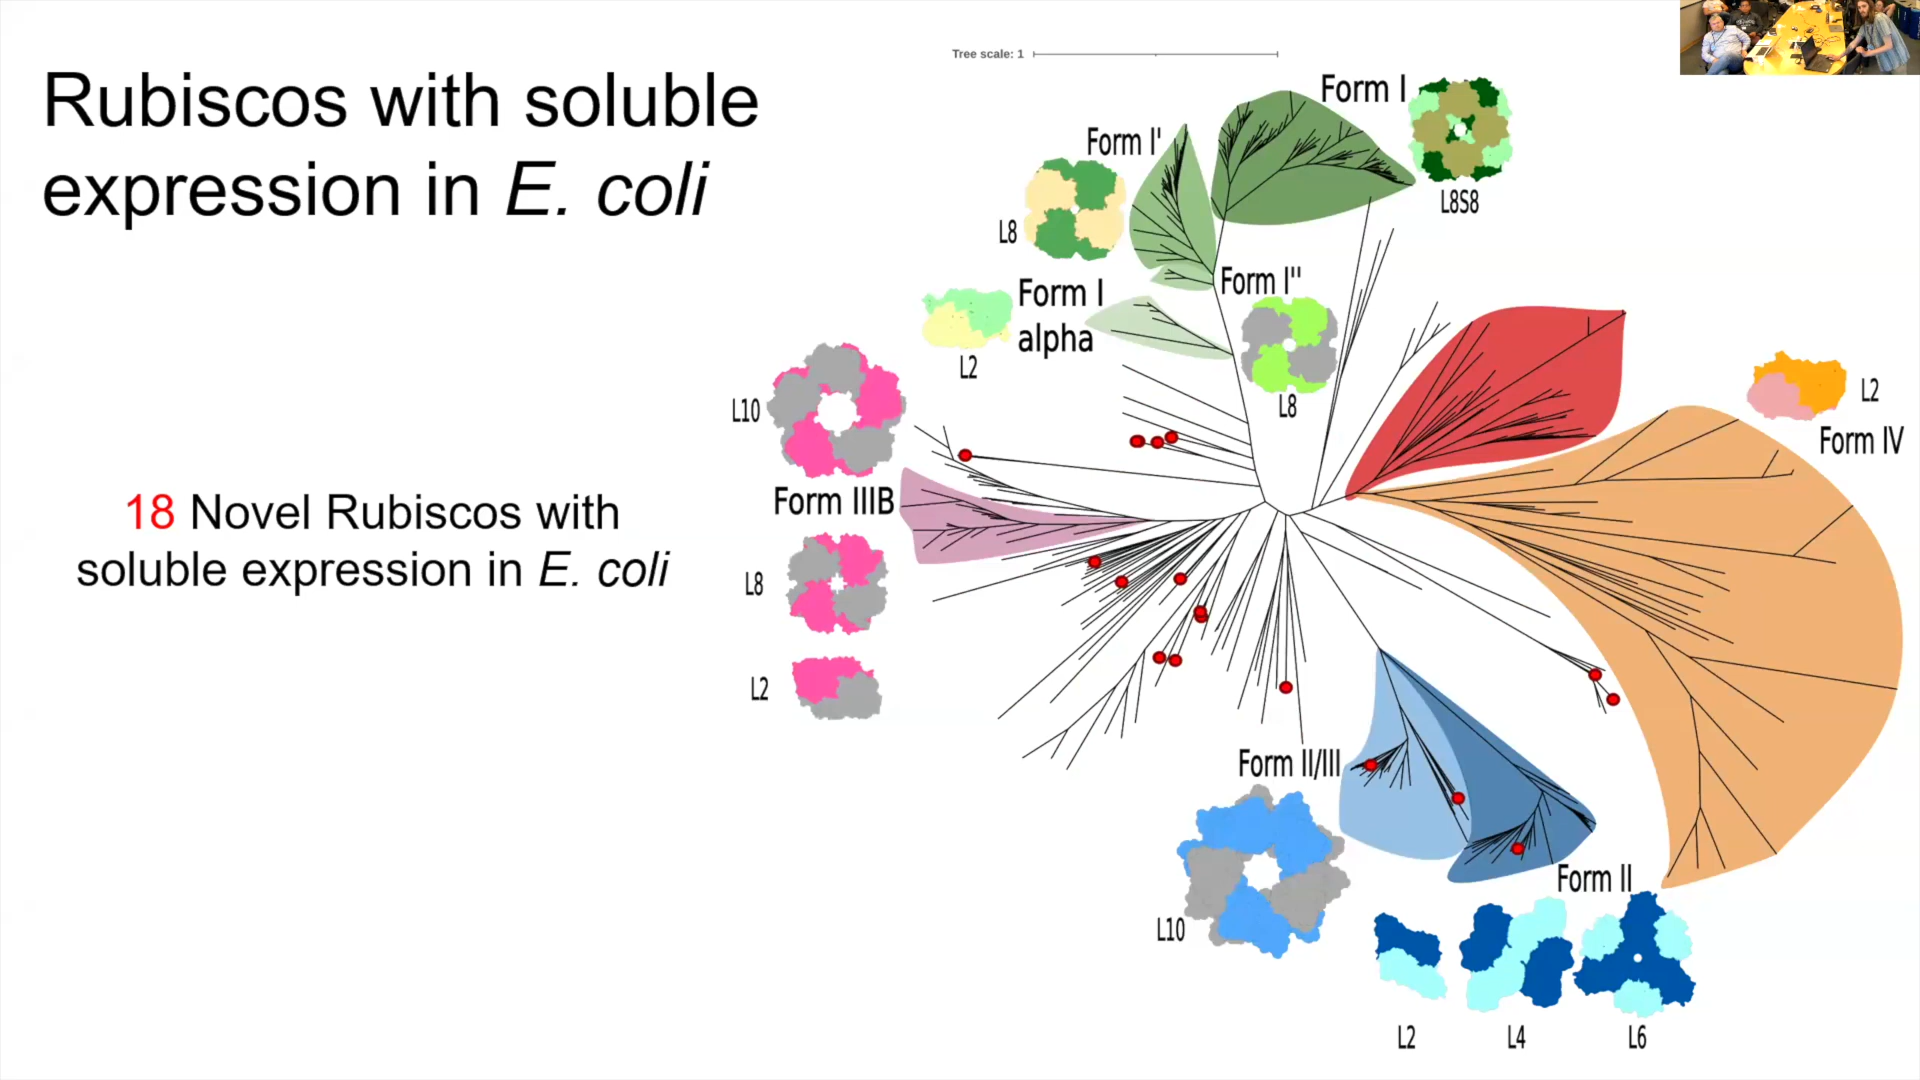 Rubiscos with soluble
expression in E. coli
18 Novel Rubiscos with
soluble expression in E. coli
Tree scale: 1
Form I
L8S8
Form I'
L8
Form I''
L8
Form I
alpha
L2
L10
Form IIIB
L8
L2
L2
Form IV
Form II/III
L10
Form II
L2
L4
L6